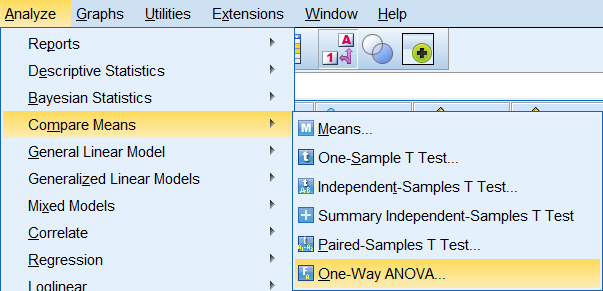 Analyze Graphs Utilities Extensions Window Help
Reports
Descriptive Statistics
Bayesian Statistics
Compare Means
General Linear Model
Generalized Linear Models
Mixed Models
Correlate
Regression
Loglinear
Means...
One-Sample T Test...
Independent-Samples T Test...
Summary Independent-Samples T Test
Paired-Samples T Test...
One-Way ANOVA...